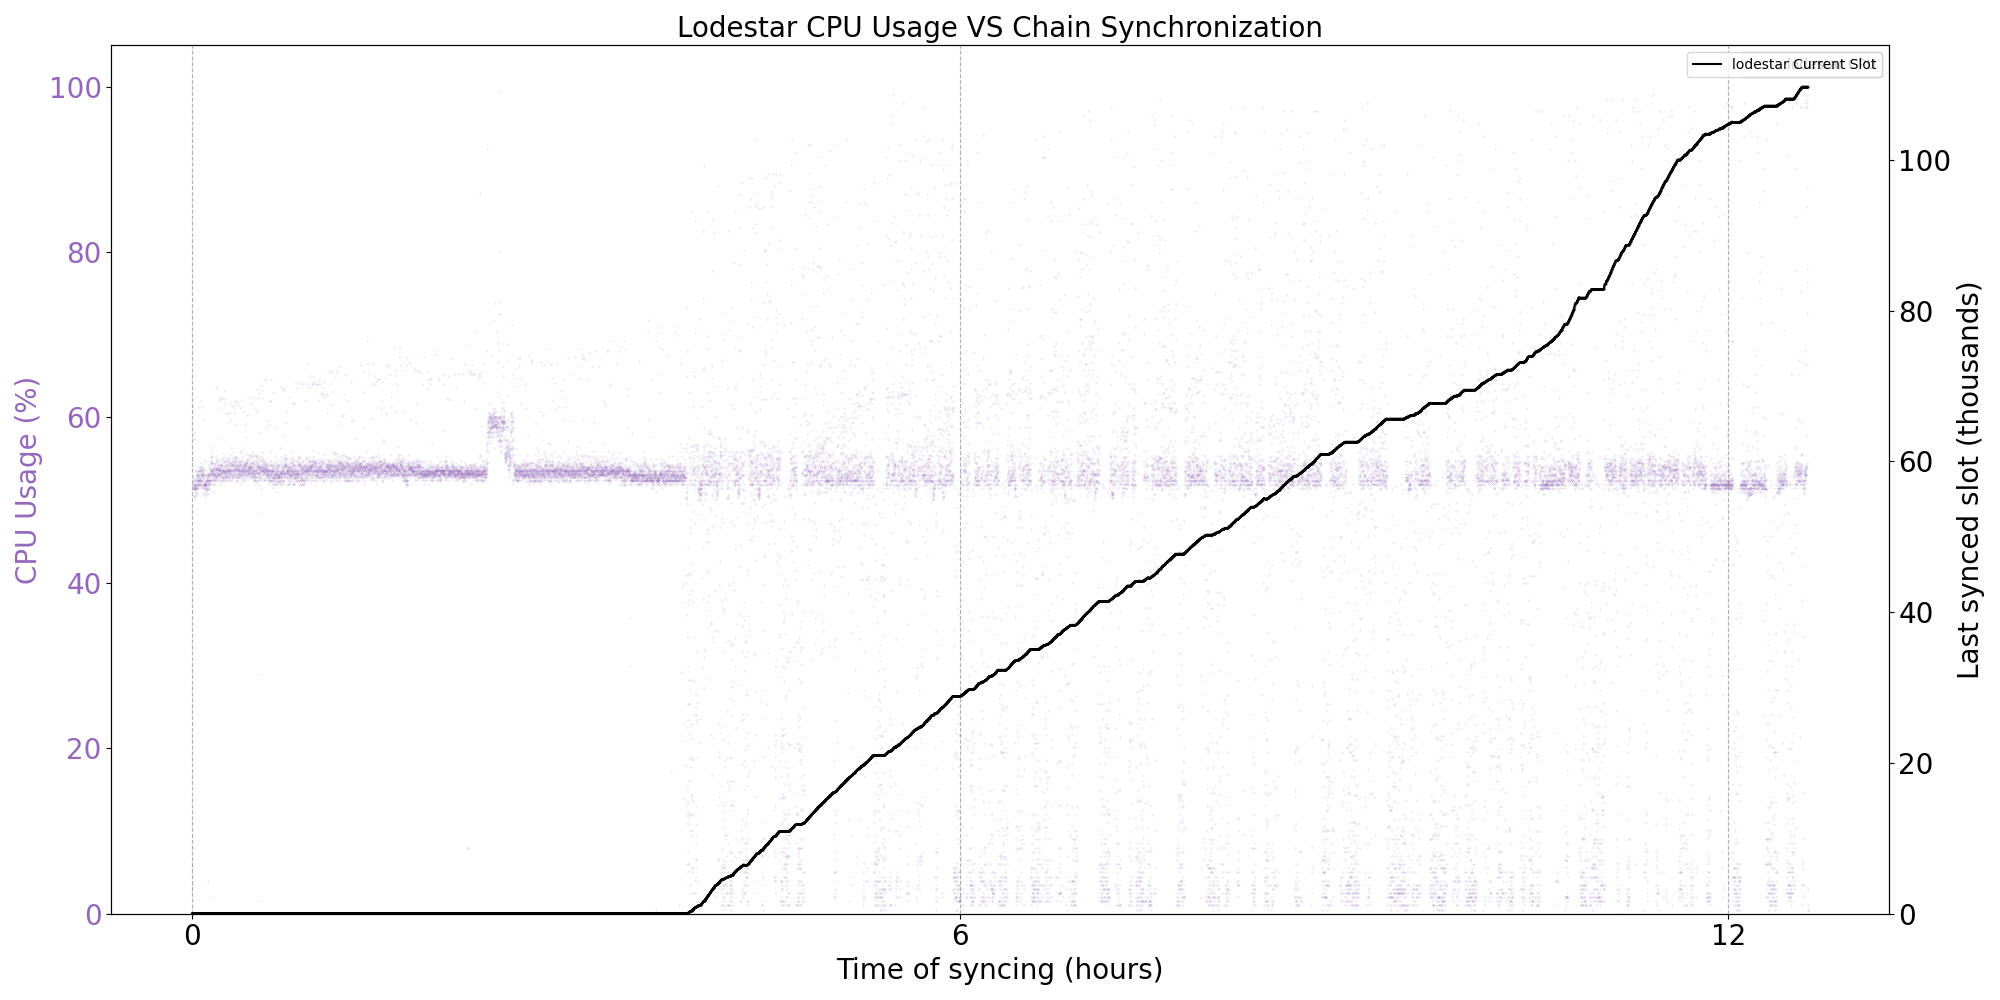 Lodestar CPU Usage VS Chain Synchronization
lodestar Current Slot
100
80
60
40
20
0
CPU Usage (%)
100
80
60
40
20
0
Last synced slot (thousands)
0 6 12
Time of syncing (hours)